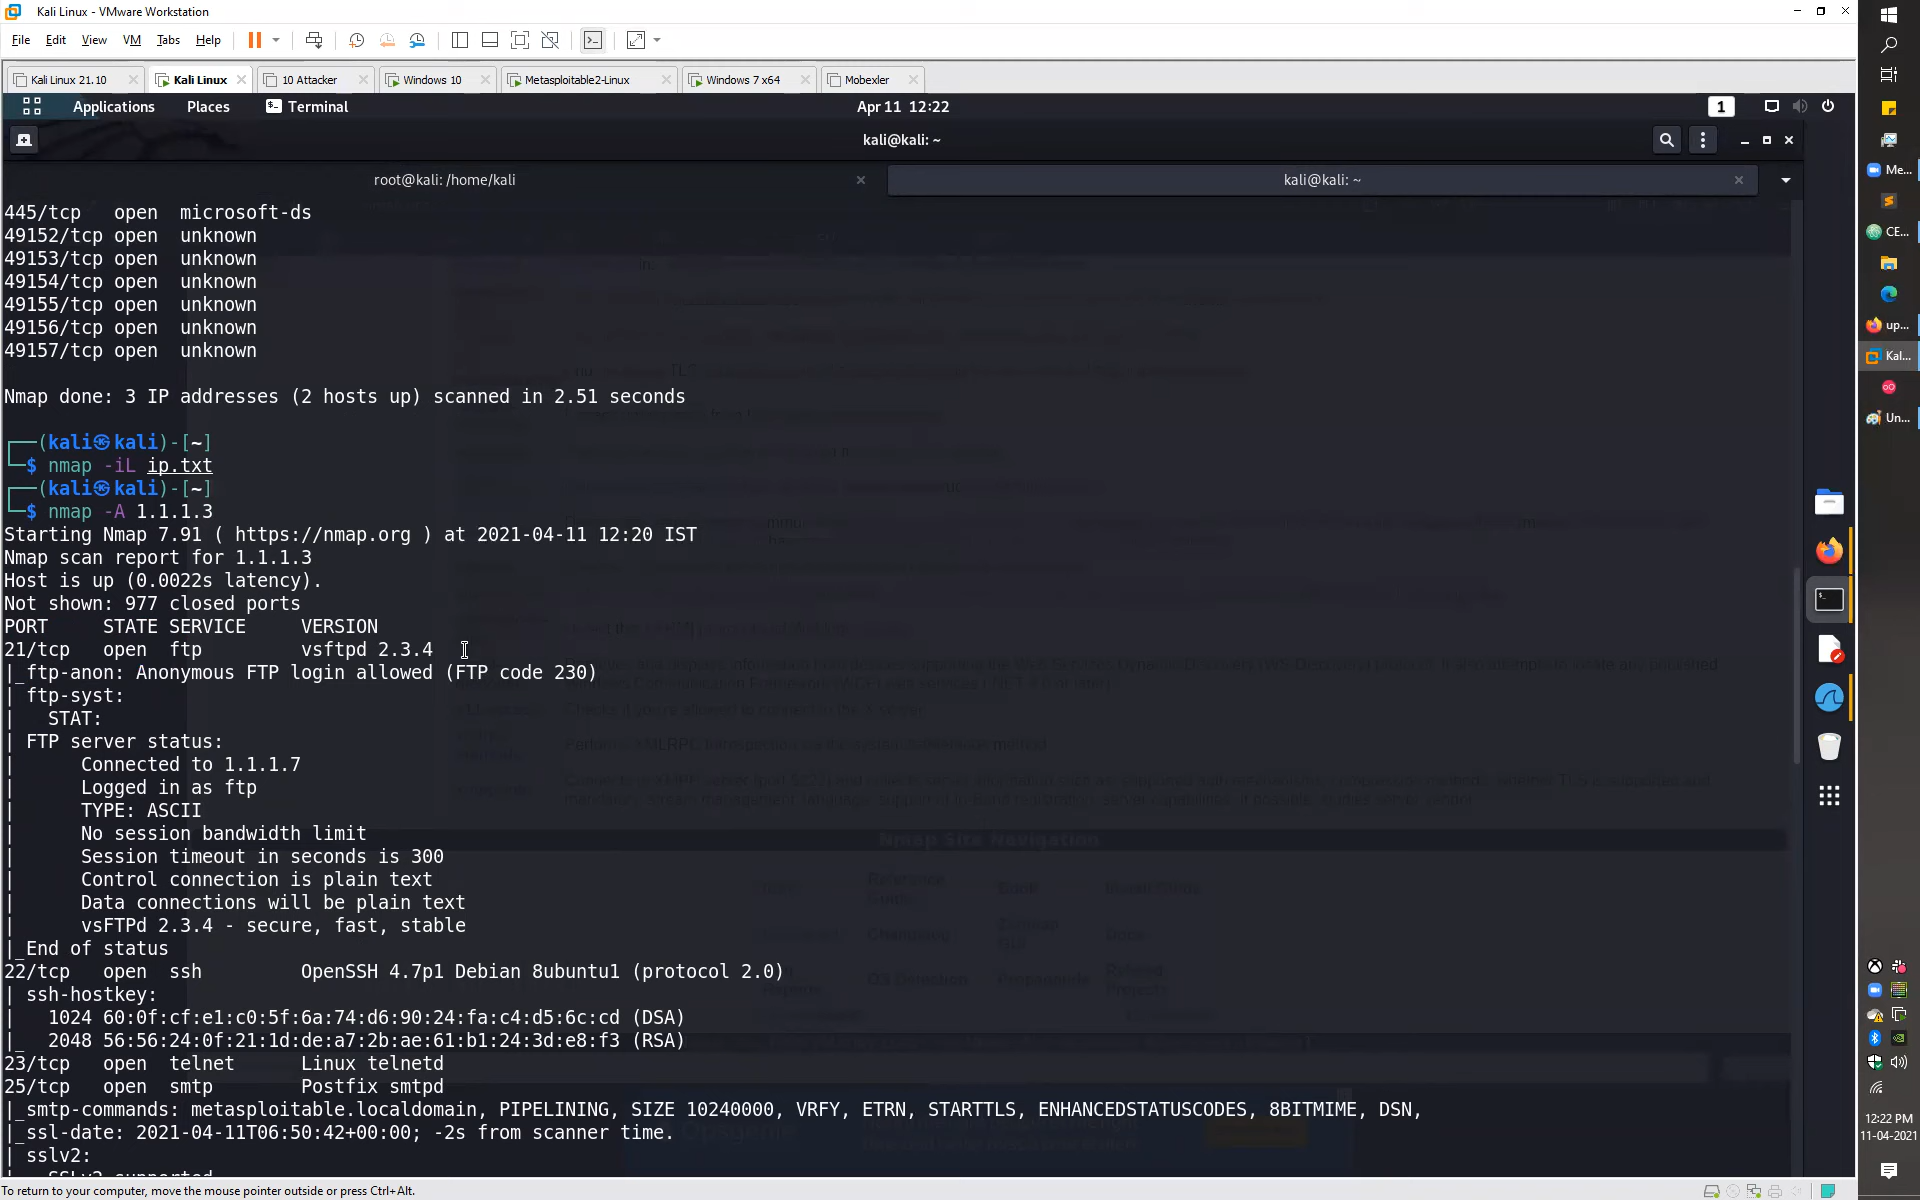 Kali Linux - VMware Workstation
File Edit View VM Tabs Help
Kali Linux 21.10 Kali Linux 10 Attacker Windows 10 Metasploitable2-Linux Windows 7 x64 Mobexler
Applications Places Terminal Apr 11 12:22 1
kali@kali: ~
root@kali: /home/kali kali@kali: ~
445/tcp open microsoft-ds
49152/tcp open unknown
49153/tcp open unknown
49154/tcp open unknown
49155/tcp open unknown
49156/tcp open unknown
49157/tcp open unknown
Nmap done: 3 IP addresses (2 hosts up) scanned in 2.51 seconds
┌──(kali㉿kali)-[~]
└─$ nmap -iL ip.txt
┌──(kali㉿kali)-[~]
└─$ nmap -A 1.1.1.3
Starting Nmap 7.91 ( https://nmap.org ) at 2021-04-11 12:20 IST
Nmap scan report for 1.1.1.3
Host is up (0.0022s latency).
Not shown: 977 closed ports
PORT STATE SERVICE VERSION
21/tcp open ftp vsftpd 2.3.4
|_ftp-anon: Anonymous FTP login allowed (FTP code 230)
| ftp-syst:
| STAT:
| FTP server status:
| Connected to 1.1.1.7
| Logged in as ftp
| TYPE: ASCII
| No session bandwidth limit
| Session timeout in seconds is 300
| Control connection is plain text
| Data connections will be plain text
| vsFTPd 2.3.4 - secure, fast, stable
|_End of status
22/tcp open ssh OpenSSH 4.7p1 Debian 8ubuntu1 (protocol 2.0)
| ssh-hostkey:
| 1024 60:0f:cf:e1:c0:5f:6a:74:d6:90:24:fa:c4:d5:6c:cd (DSA)
|_ 2048 56:56:24:0f:21:1d:de:a7:2b:ae:61:b1:24:3d:e8:f3 (RSA)
23/tcp open telnet Linux telnetd
25/tcp open smtp Postfix smtpd
|_smtp-commands: metasploitable.localdomain, PIPELINING, SIZE 10240000, VRFY, ETRN, STARTTLS, ENHANCEDSTATUSCODES, 8BITMIME, DSN,
|_ssl-date: 2021-04-11T06:50:42+00:00; -2s from scanner time.
| sslv2:
Nmap Site Navigation
To return to your computer, move the mouse pointer outside or press Ctrl+Alt.
Me...
CE...
up...
Kal...
Un...
12:22 PM
11-04-2021